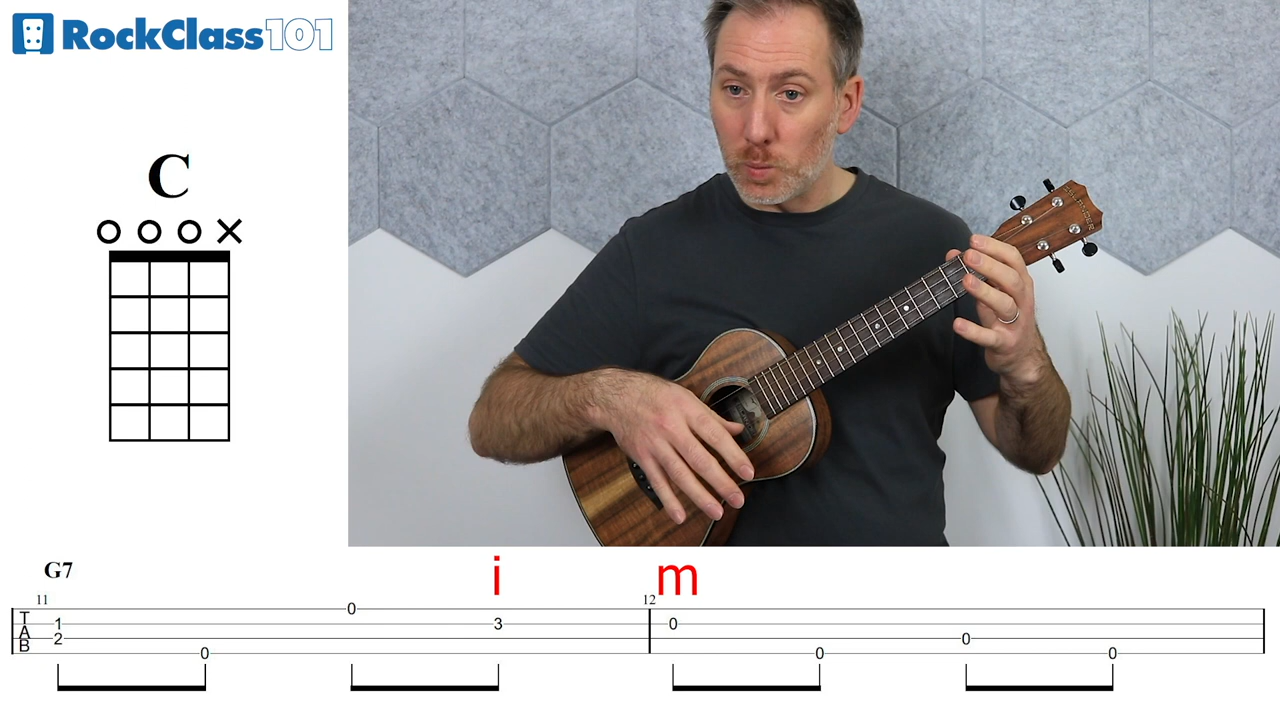 RockClass101
C
O O O X
G7
i m
11 12
T
A
B
0
1 3 0
2 0
0 0 0